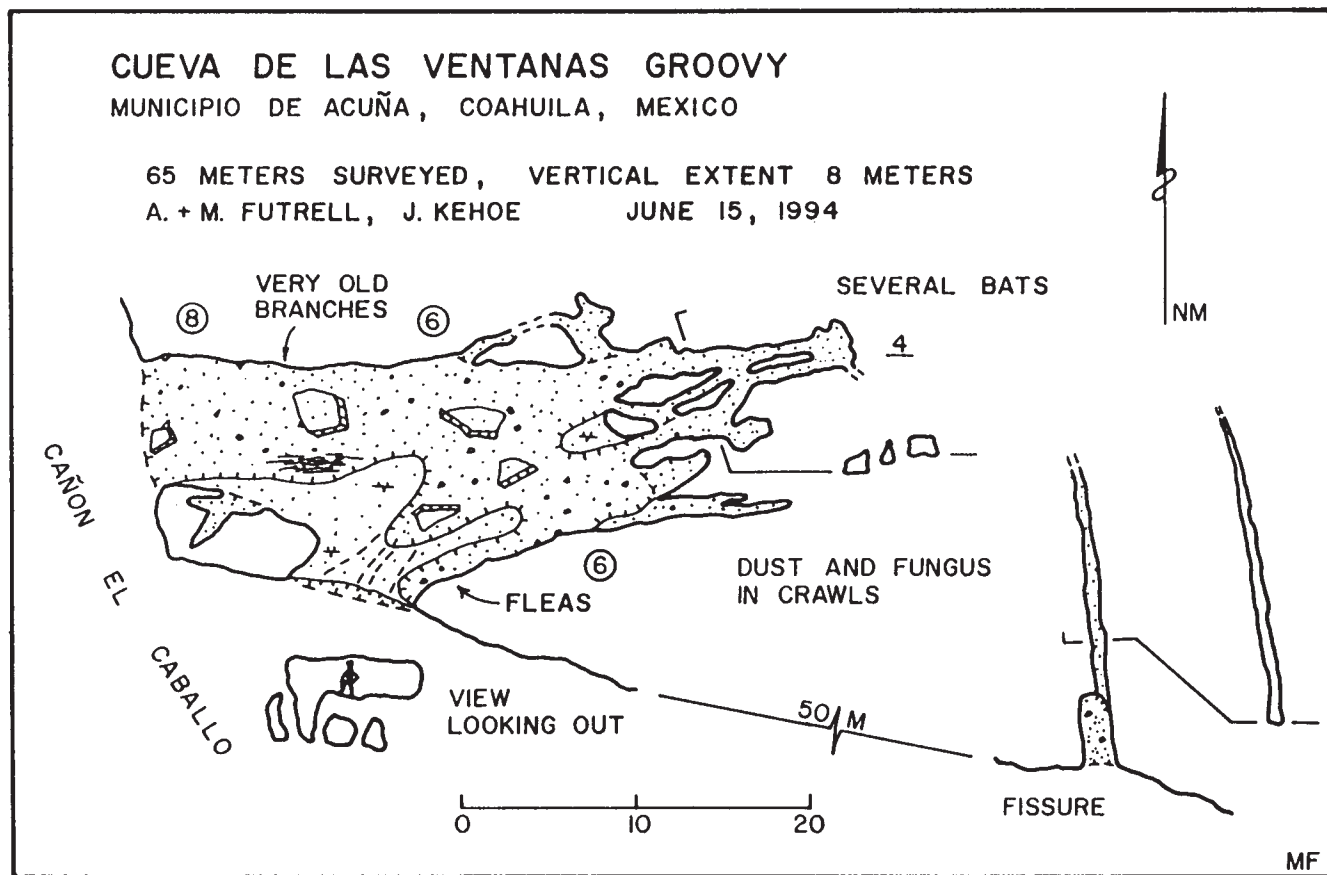 CUEVA DE LAS VENTANAS GROOVY
MUNICIPIO DE ACUÑA, COAHUILA, MEXICO
65 METERS SURVEYED, VERTICAL EXTENT 8 METERS
A. + M. FUTRELL, J. KEHOE JUNE 15, 1994
NM
VERY OLD
BRANCHES
8
6
SEVERAL BATS
4
CAÑON EL CABALLO
FLEAS
6
DUST AND FUNGUS
IN CRAWLS
VIEW
LOOKING OUT
50 M
FISSURE
0 10 20
MF